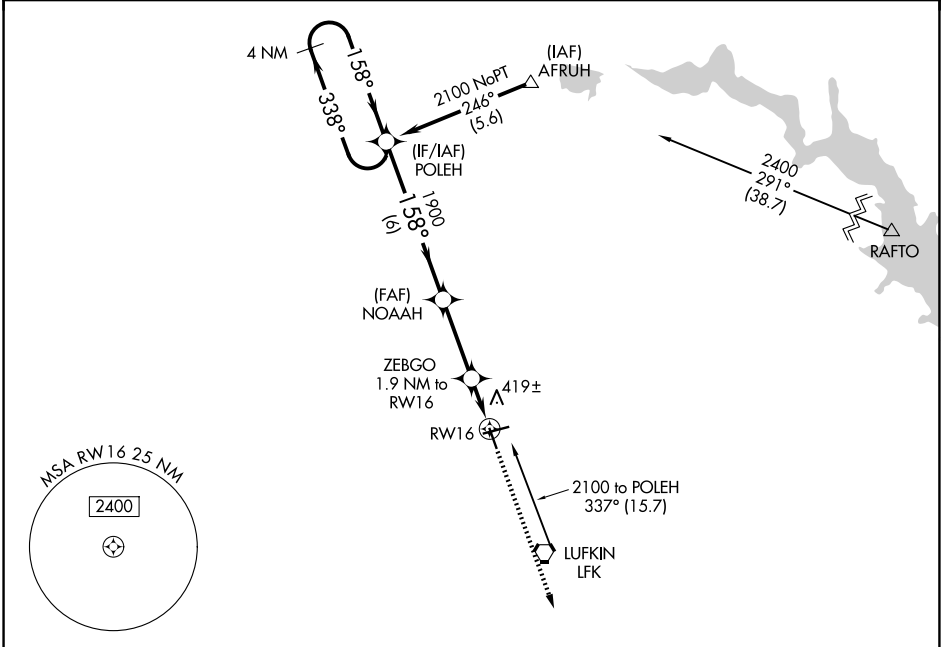 4 NM
158°
338°
(IAF)
AFRUH
2100 NoPT
246°
(5.6)
(IF/IAF)
POLEH
1900
158°
(6)
2400
291°
(38.7)
RAFTO
(FAF)
NOAAH
ZEBGO
1.9 NM to
RW16
419±
RW16
MSA RW16 25 NM
2400
2100 to POLEH
337° (15.7)
LUFKIN
LFK